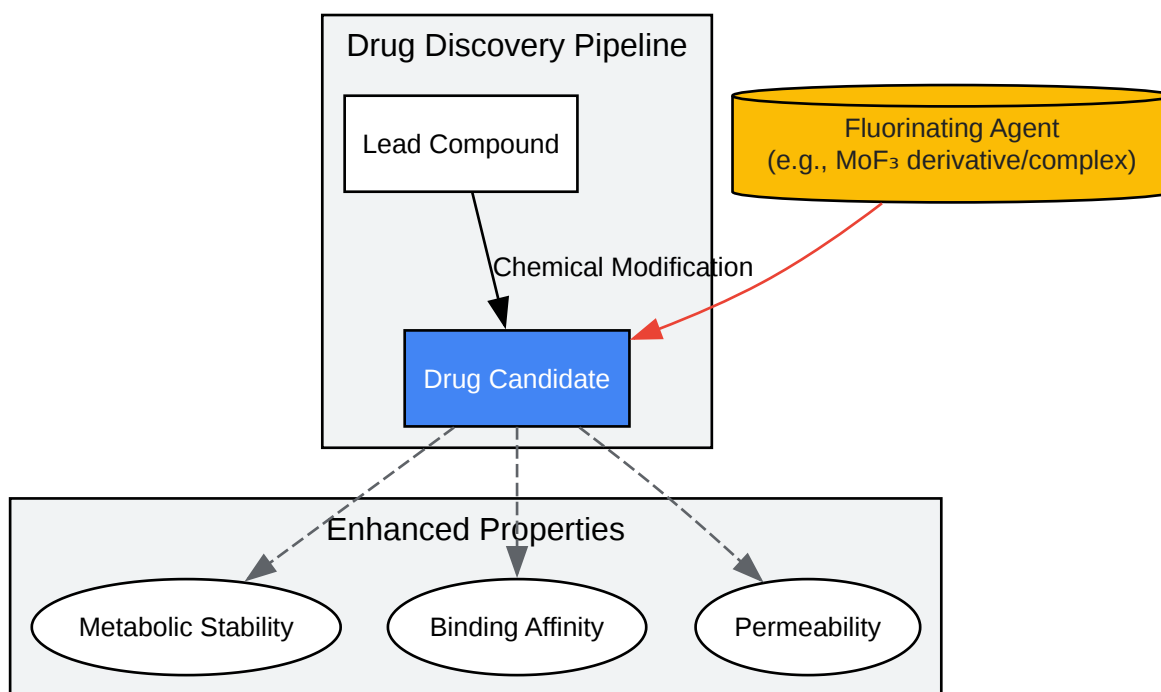 Drug Discovery Pipeline
Lead Compound
Fluorinating Agent
(e.g., MoF₃ derivative/complex)
Chemical Modification
Drug Candidate
Enhanced Properties
Metabolic Stability
Binding Affinity
Permeability